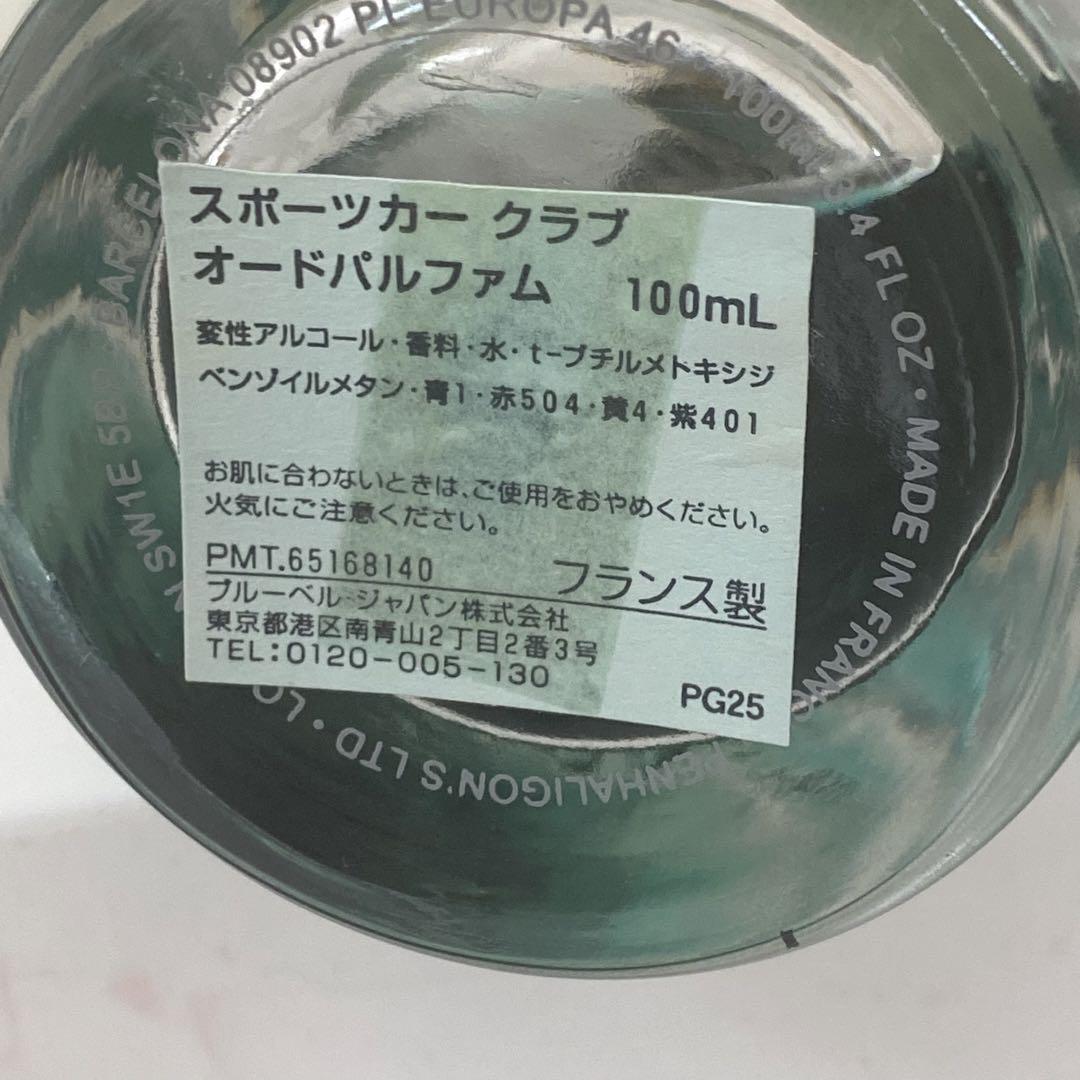 スポーツカー クラブ
オードパルファム 100mL
変性アルコール・香料・水・t-ブチルメトキシジ
ベンゾイルメタン・青1・赤504・黄4・紫401
お肌に合わないときは、ご使用をおやめください。
火気にご注意ください。
PMT.65168140 フランス製
ブルーベル・ジャパン株式会社
東京都港区南青山2丁目2番3号
TEL:0120-005-130
PG25
PENHALIGON'S LTD · SW1E BARCELONA 08902 PL EUROPA 46 100ml 3.4 FL OZ · MADE IN